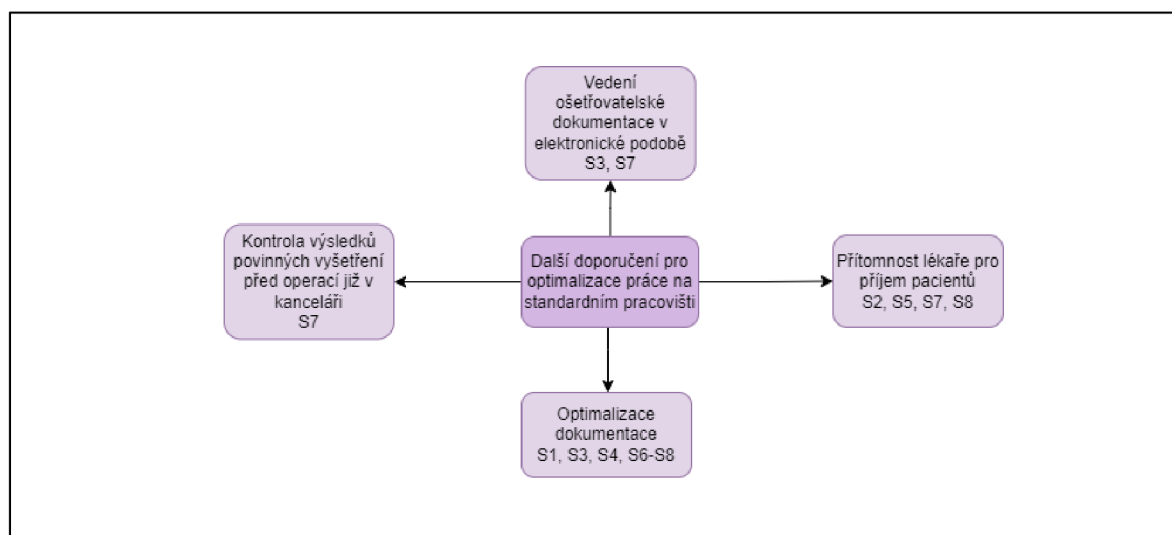 Vedení
ošetřovatelské
dokumentace v
elektronické podobě
S3, S7
Kontrola výsledků
povinných vyšetření
před operací již v
kanceláři
S7
Další doporučení pro
optimalizace práce na
standardním pracovišti
Přítomnost lékaře pro
příjem pacientů
S2, S5, S7, S8
Optimalizace
dokumentace
S1, S3, S4, S6-S8